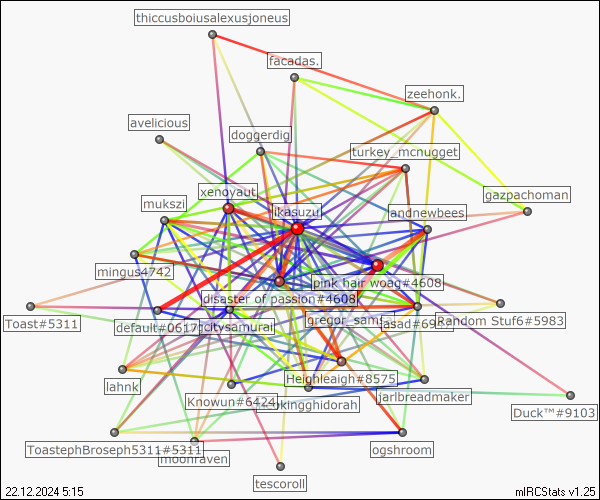 thiccusboiusalexusjoneus
facadas.
zeehonk.
avelicious
doggerdig
turkey_mcnugget
xenoyaut
gazpachoman
mukszi
ikasuzu
andnewbees
mingus4742
pink hair woag#4608
disaster of passion#4608
Toast#5311
default#0617
gcitysamurai
gregor_sam
jasad#69
Random Stuf6#5983
lahnk
Heighleaigh#8575
Knowun#6424
kingghidorah
jarlbreadmaker
Duck™#9103
ToastephBroseph5311#5311
moonraven
ogshroom
tescoroll
22.12.2024 5:15
mIRCStats v1.25